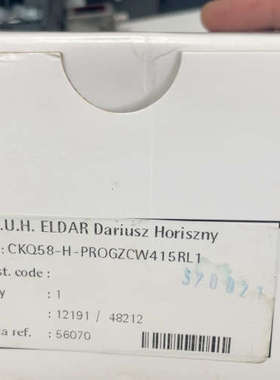 .U.H. ELDAR Dariusz Horiszny
: CKQ58-H-PROGZCW415RL1
st. code :
y : 1
: 12191 / 48212
a ref. : 56070